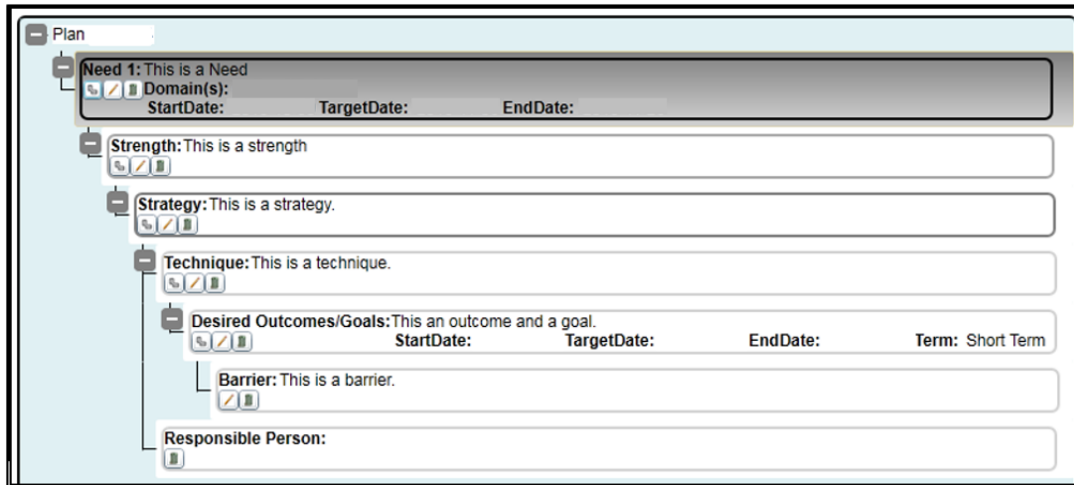 Plan
Need 1: This is a Need
Domain(s):
StartDate: TargetDate: EndDate:
Strength: This is a strength
Strategy: This is a strategy.
Technique: This is a technique.
Desired Outcomes/Goals: This an outcome and a goal.
StartDate: TargetDate: EndDate: Term: Short Term
Barrier: This is a barrier.
Responsible Person: